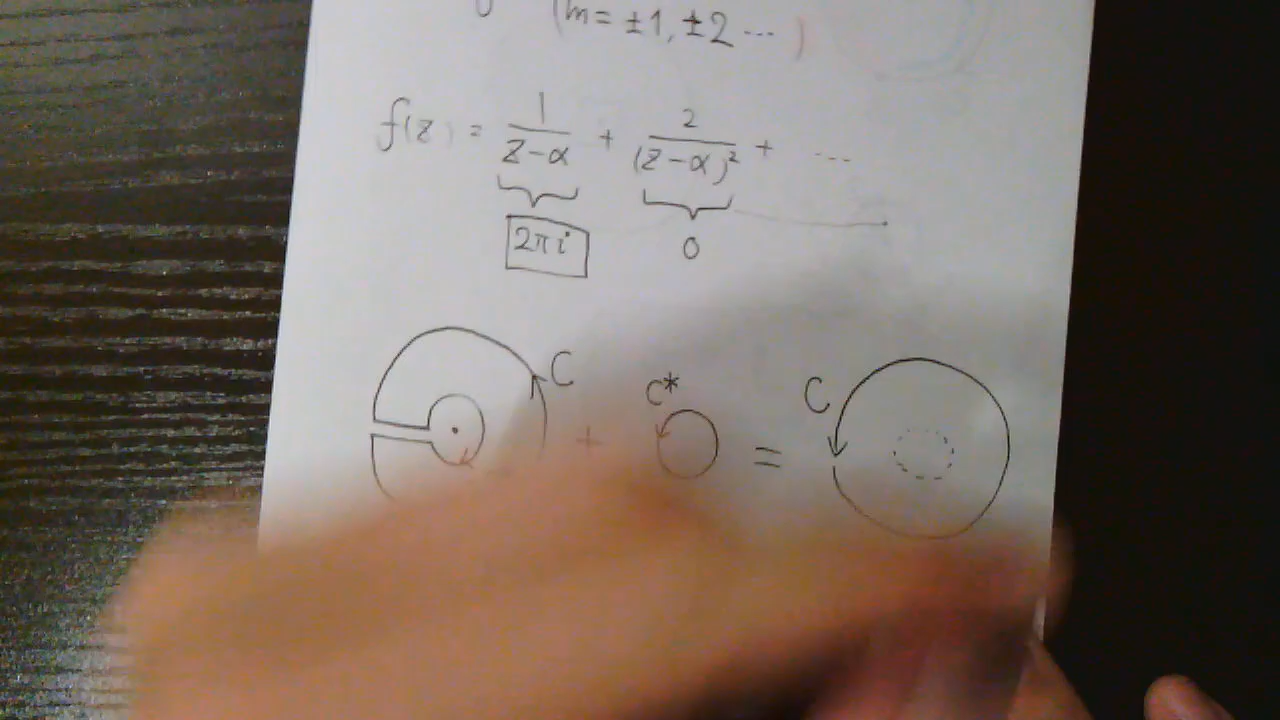 (m = ±1, ±2 ... )
f(z) = 1/(z-α) + 2/(z-α)² + ...
2πi 0
C + C* = C